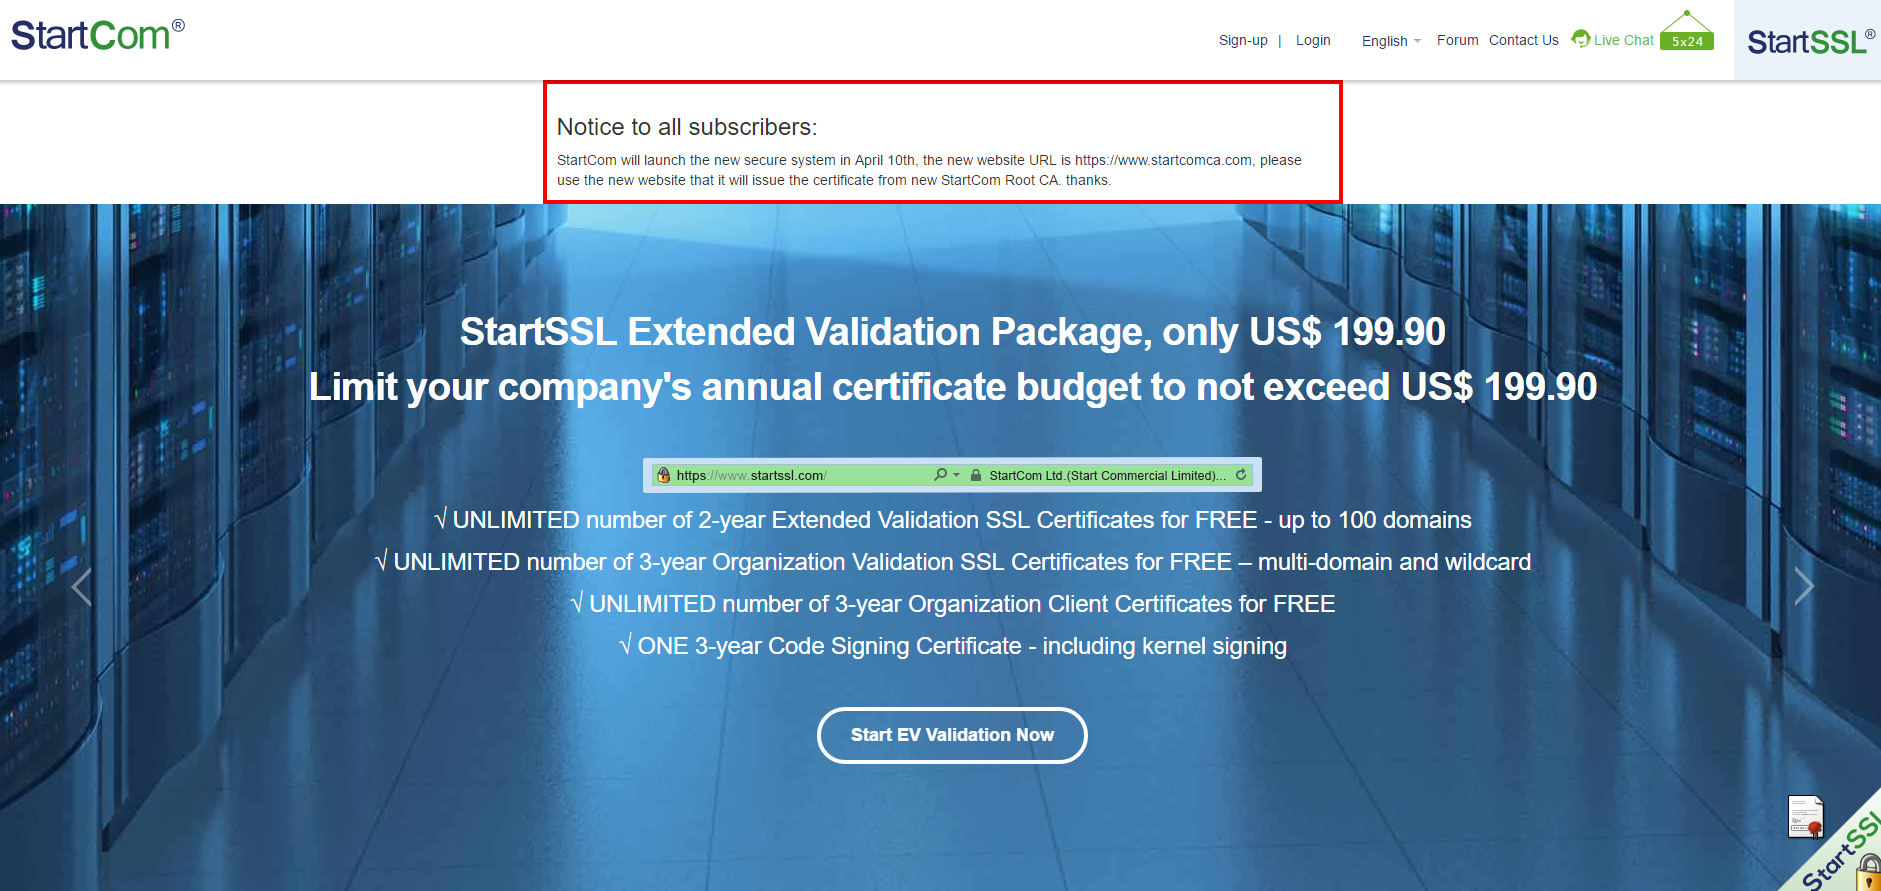 StartCom®
Sign-up | Login English Forum Contact Us Live Chat 5x24 StartSSL®
Notice to all subscribers:
StartCom will launch the new secure system in April 10th, the new website URL is https://www.startcomca.com, please
use the new website that it will issue the certificate from new StartCom Root CA. thanks.
StartSSL Extended Validation Package, only US$ 199.90
Limit your company's annual certificate budget to not exceed US$ 199.90
https://www.startssl.com/ StartCom Ltd.(Start Commercial Limited)...
√ UNLIMITED number of 2-year Extended Validation SSL Certificates for FREE - up to 100 domains
√ UNLIMITED number of 3-year Organization Validation SSL Certificates for FREE – multi-domain and wildcard
√ UNLIMITED number of 3-year Organization Client Certificates for FREE
√ ONE 3-year Code Signing Certificate - including kernel signing
Start EV Validation Now
StartSSL